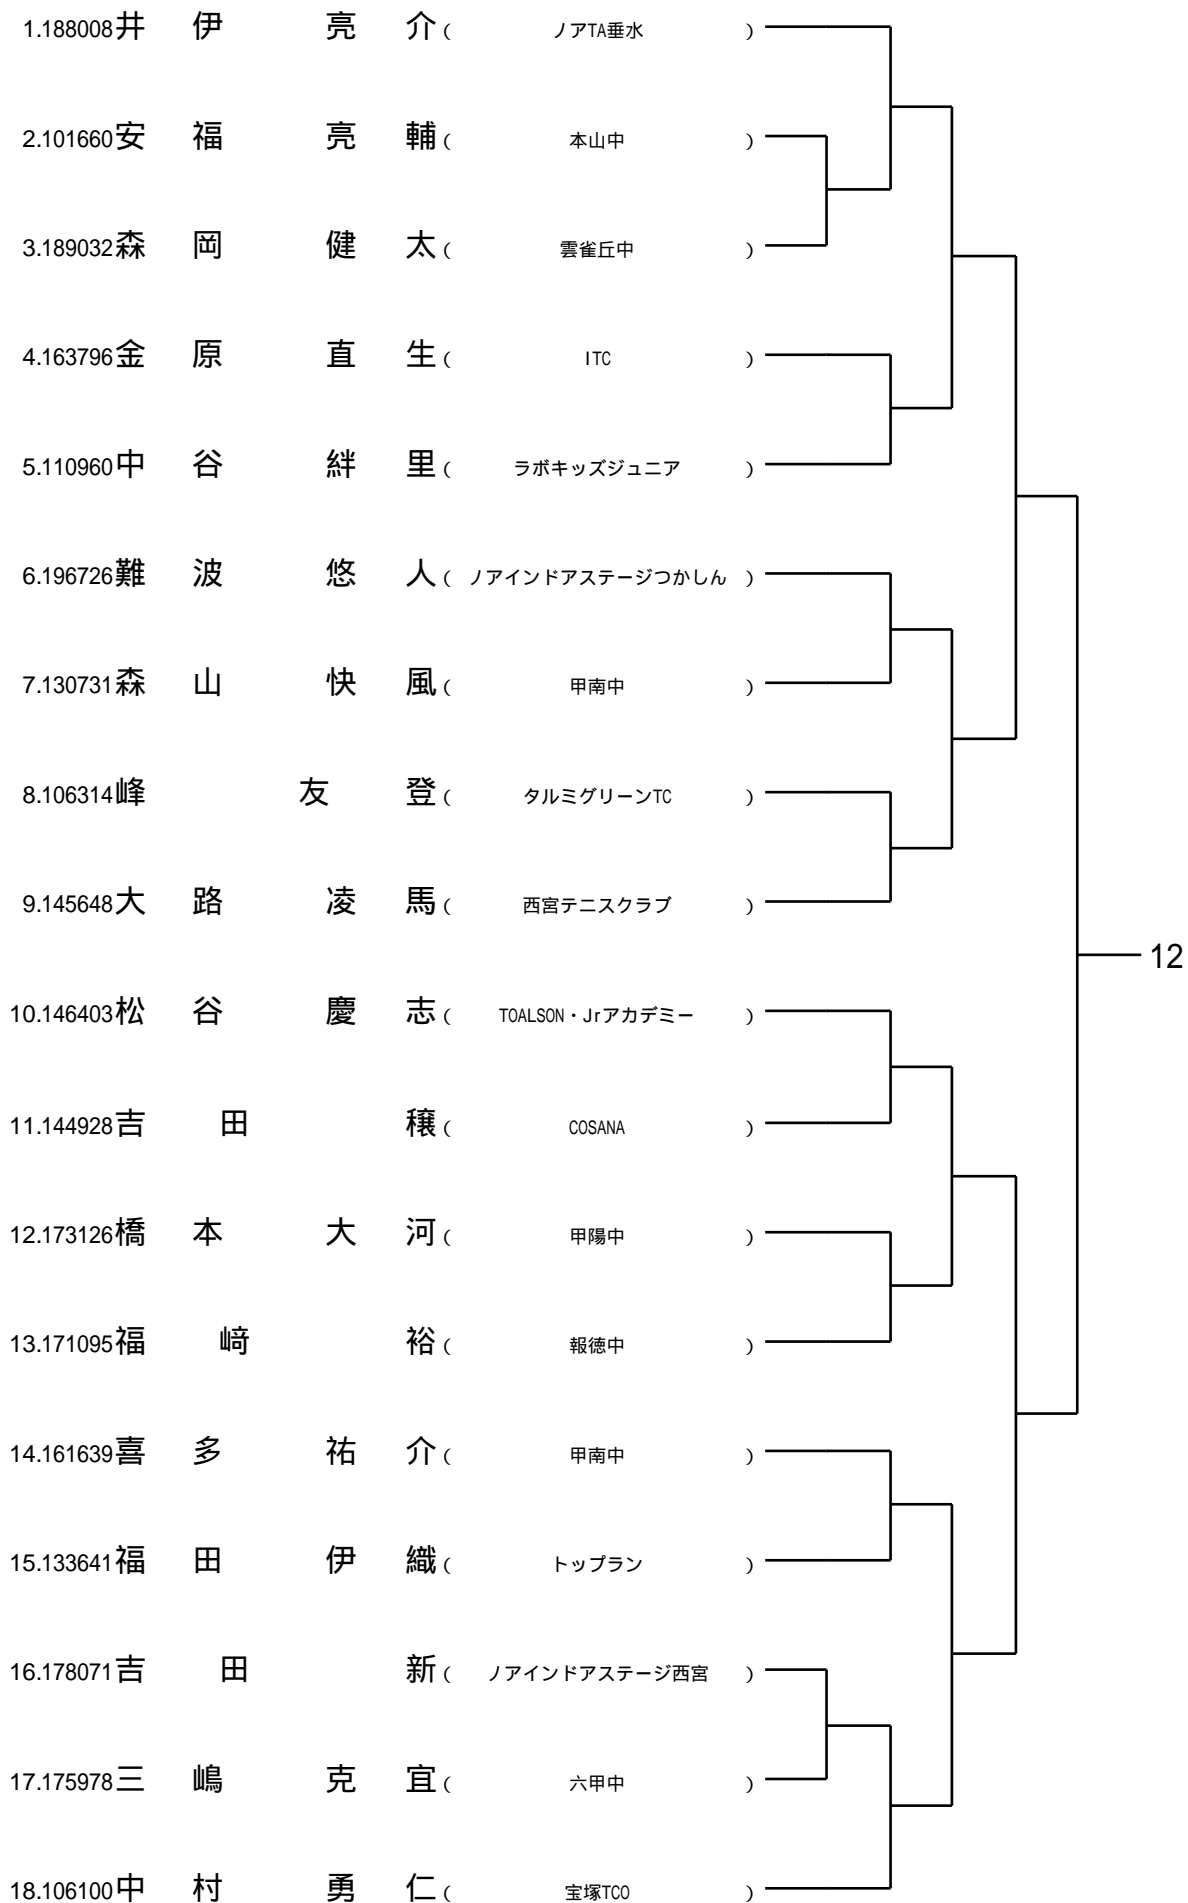 1.188008井伊 亮介( ノアTA垂水 )
2.101660安福 亮輔( 本山中 )
3.189032森岡 健太( 雲雀丘中 )
4.163796金原 直生( ITC )
5.110960中谷 絆里( ラボキッズジュニア )
6.196726難波 悠人( ノアインドアステージつかしん )
7.130731森山 快風( 甲南中 )
8.106314峰 友登( タルミグリーンTC )
9.145648大路 凌馬( 西宮テニスクラブ )
12
10.146403松谷 慶志( TOALSON・Jrアカデミー )
11.144928吉田 穣( COSANA )
12.173126橋本 大河( 甲陽中 )
13.171095福﨑 裕( 報徳中 )
14.161639喜多 祐介( 甲南中 )
15.133641福田 伊織( トップラン )
16.178071吉田 新( ノアインドアステージ西宮 )
17.175978三嶋 克宜( 六甲中 )
18.106100中村 勇仁( 宝塚TCO )